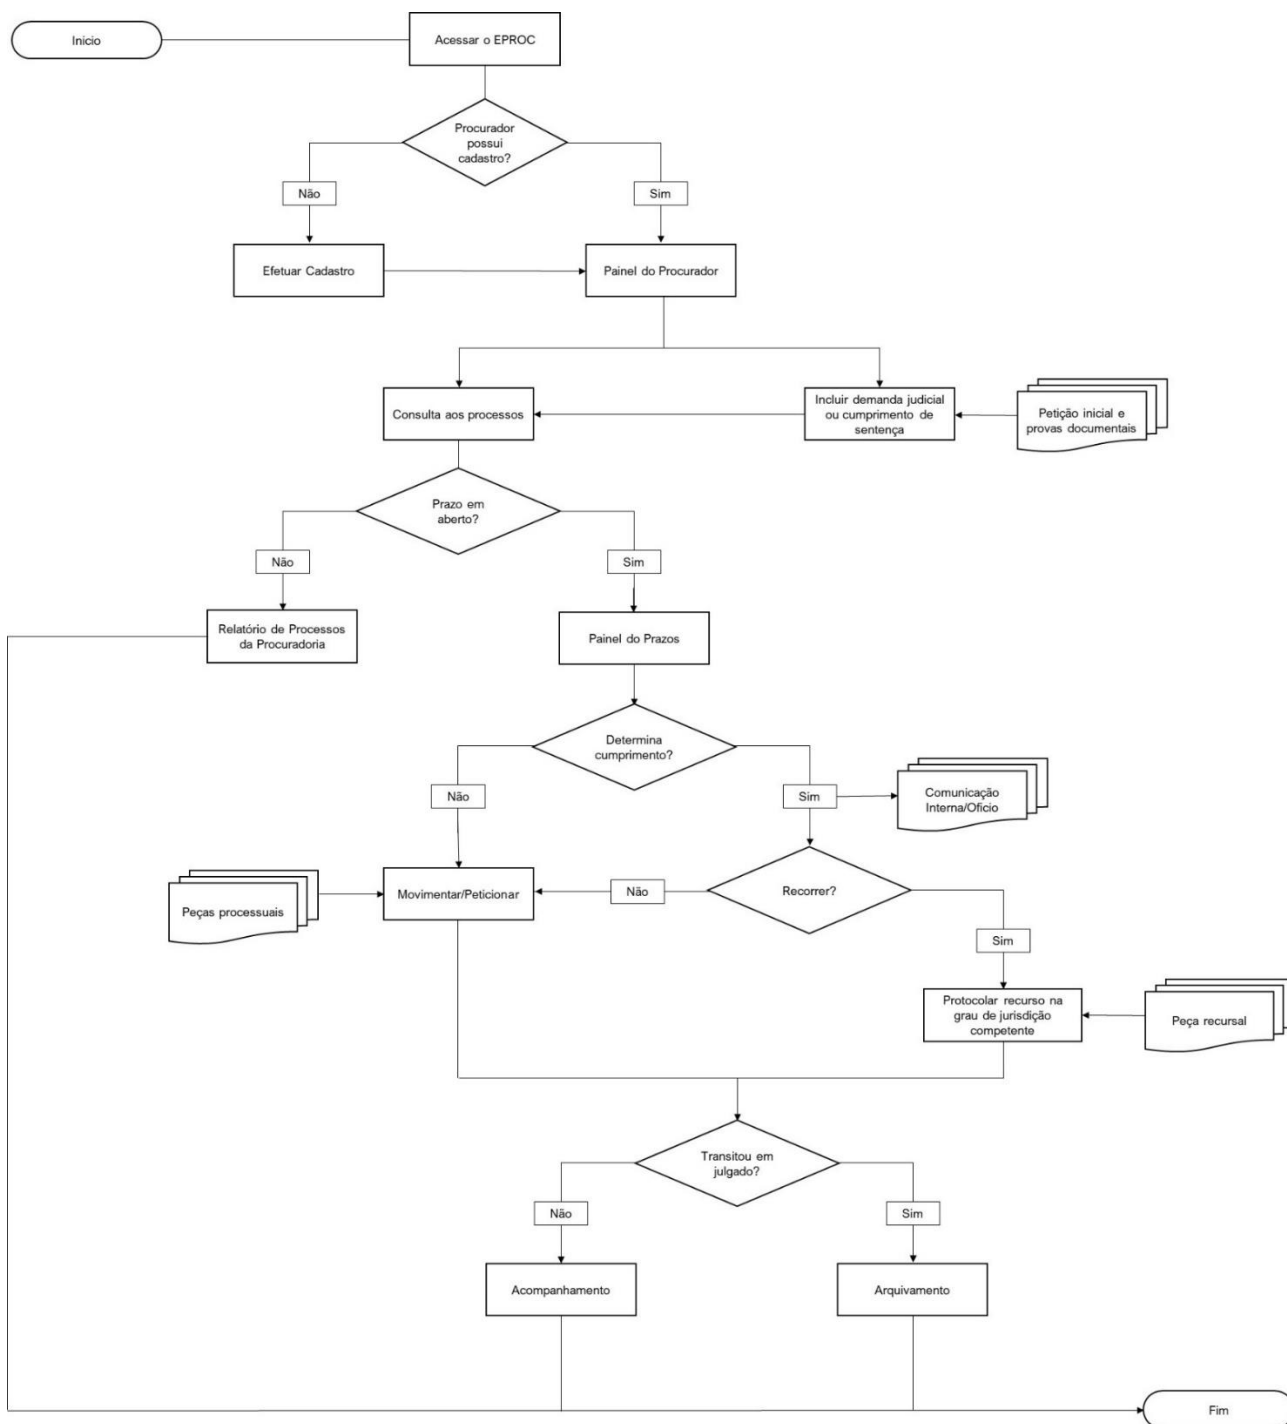 Inicio
Acessar o EPROC
Procurador
possui
cadastro?
Não
Sim
Efetuar Cadastro
Painel do Procurador
Consulta aos processos
Incluir demanda judicial
ou cumprimento de
sentença
Petição inicial e
provas documentais
Prazo em
aberto?
Não
Sim
Relatório de Processos
da Procuradoria
Painel do Prazos
Determina
cumprimento?
Não
Sim
Comunicação
Interna/Oficio
Peças processuais
Movimentar/Peticionar
Não
Recorrer?
Sim
Protocolar recurso na
grau de jurisdição
competente
Peça recursal
Transitou em
julgado?
Não
Sim
Acompanhamento
Arquivamento
Fim